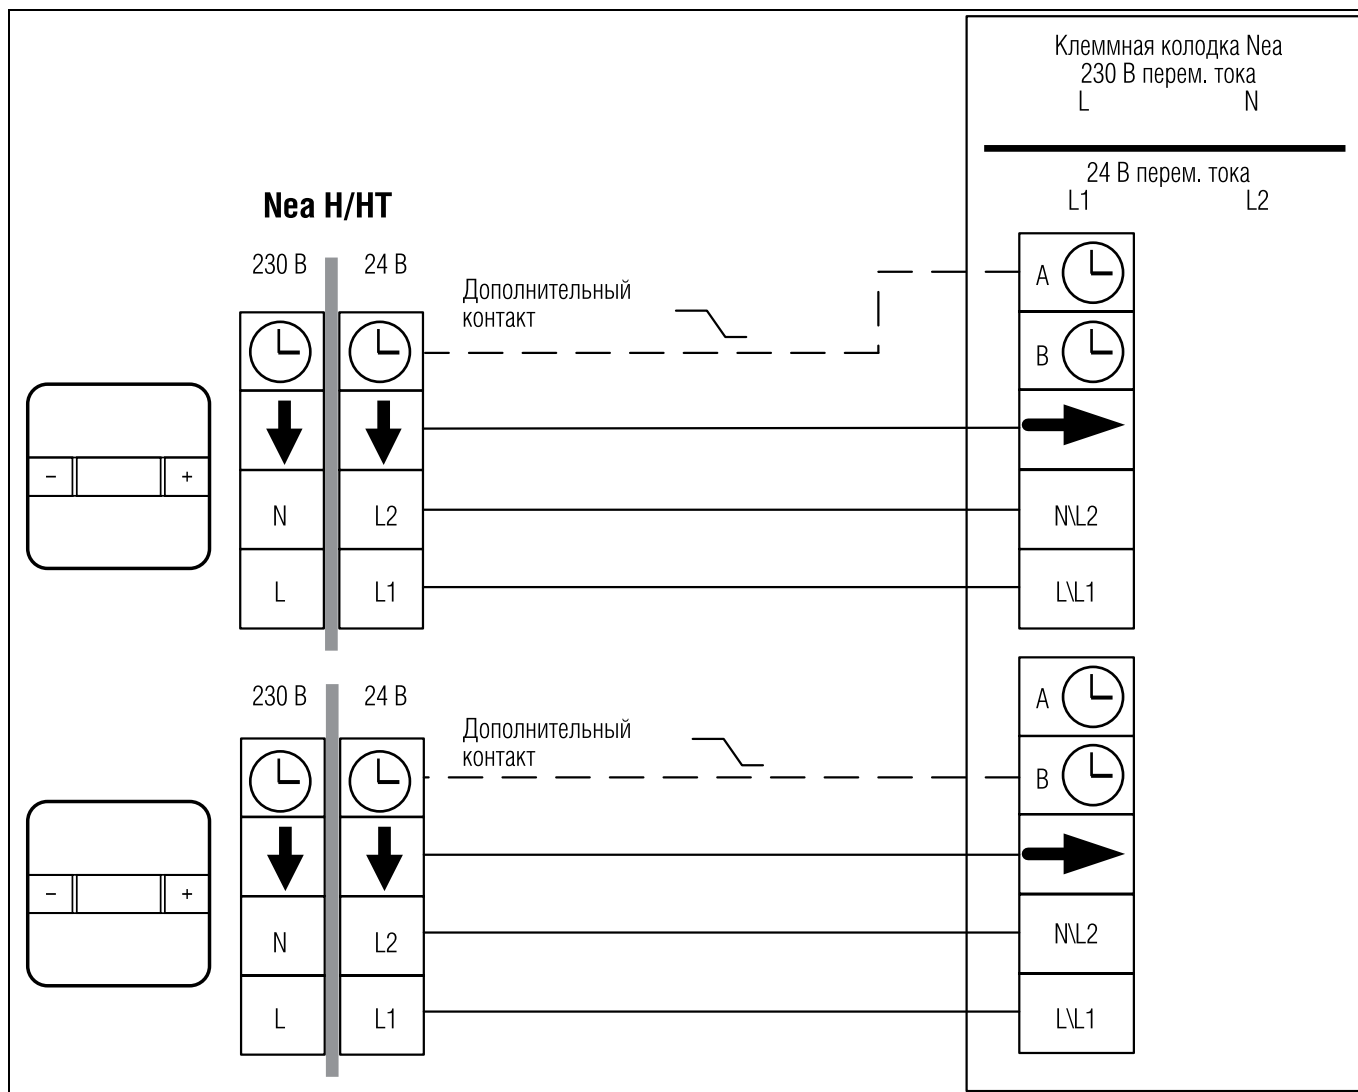 Клеммная колодка Nea
230 В перем. тока
L N
24 В перем. тока
L1 L2
Nea H/HT
230 В 24 В
Дополнительный
контакт
A
B
N L2 N\L2
L L1 L\L1
- +
230 В 24 В
Дополнительный
контакт
A
B
N L2 N\L2
L L1 L\L1
- +